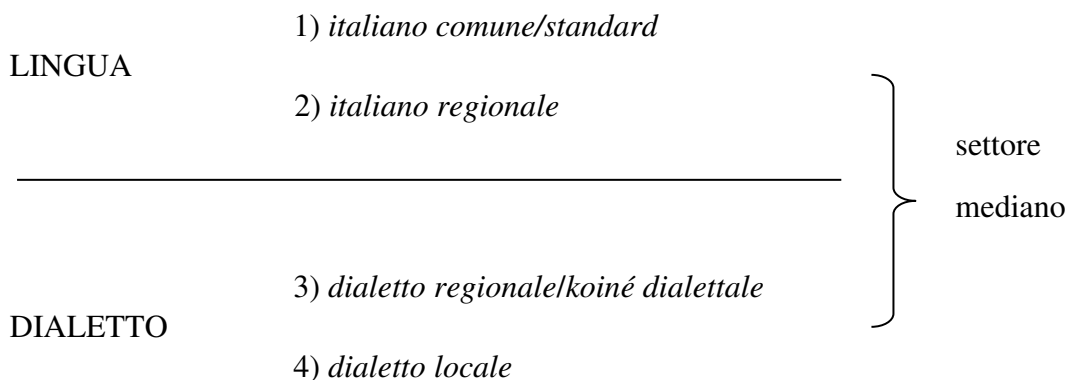 1) italiano comune/standard
LINGUA
2) italiano regionale
settore
mediano
3) dialetto regionale/koiné dialettale
DIALETTO
4) dialetto locale